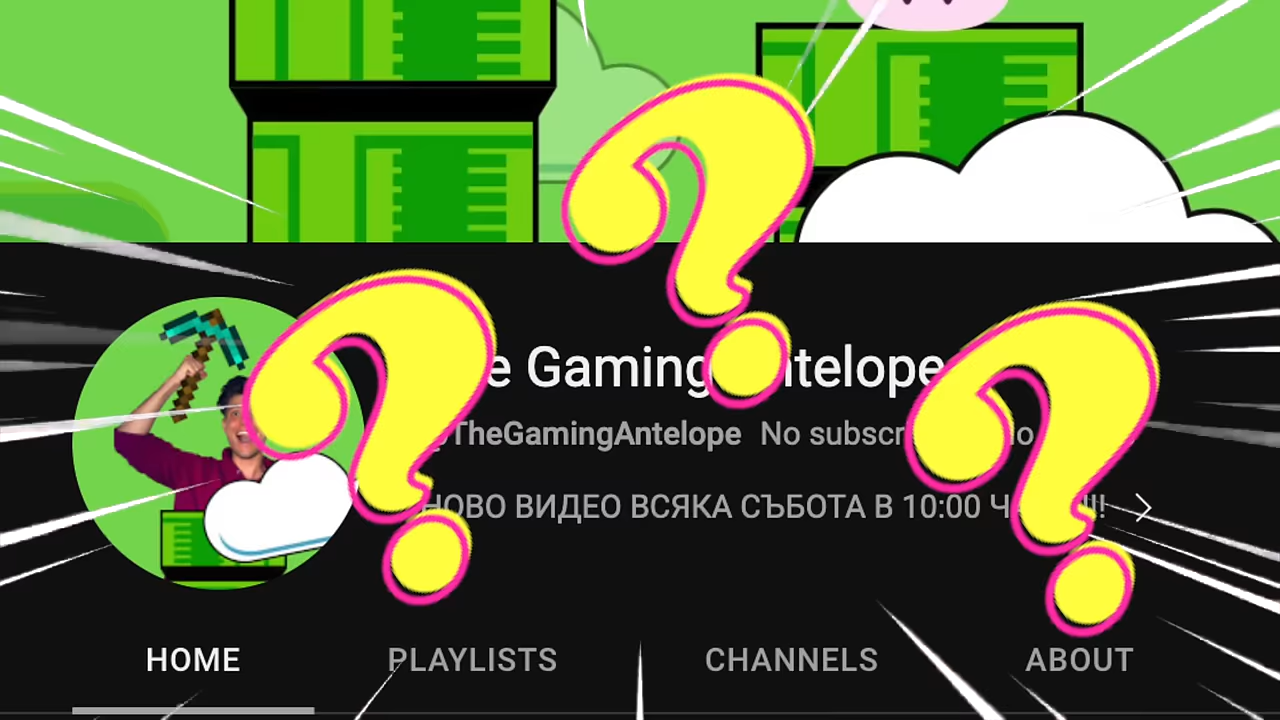 e Gaming ntelope
@TheGamingAntelope No subscr
НОВО ВИДЕО ВСЯКА СЪБОТА В 10:00 Ч !!!
HOME PLAYLISTS CHANNELS ABOUT